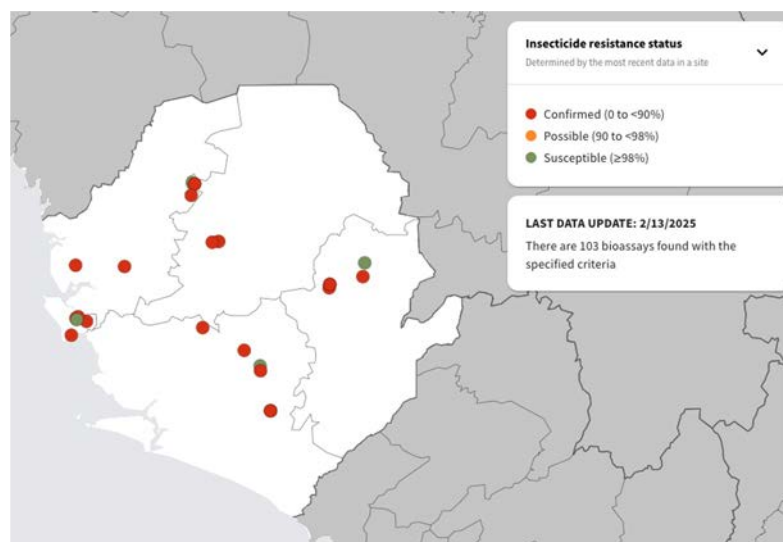 Insecticide resistance status
Determined by the most recent data in a site
Confirmed (0 to <90%)
Possible (90 to <98%)
Susceptible (≥98%)
LAST DATA UPDATE: 2/13/2025
There are 103 bioassays found with the
specified criteria